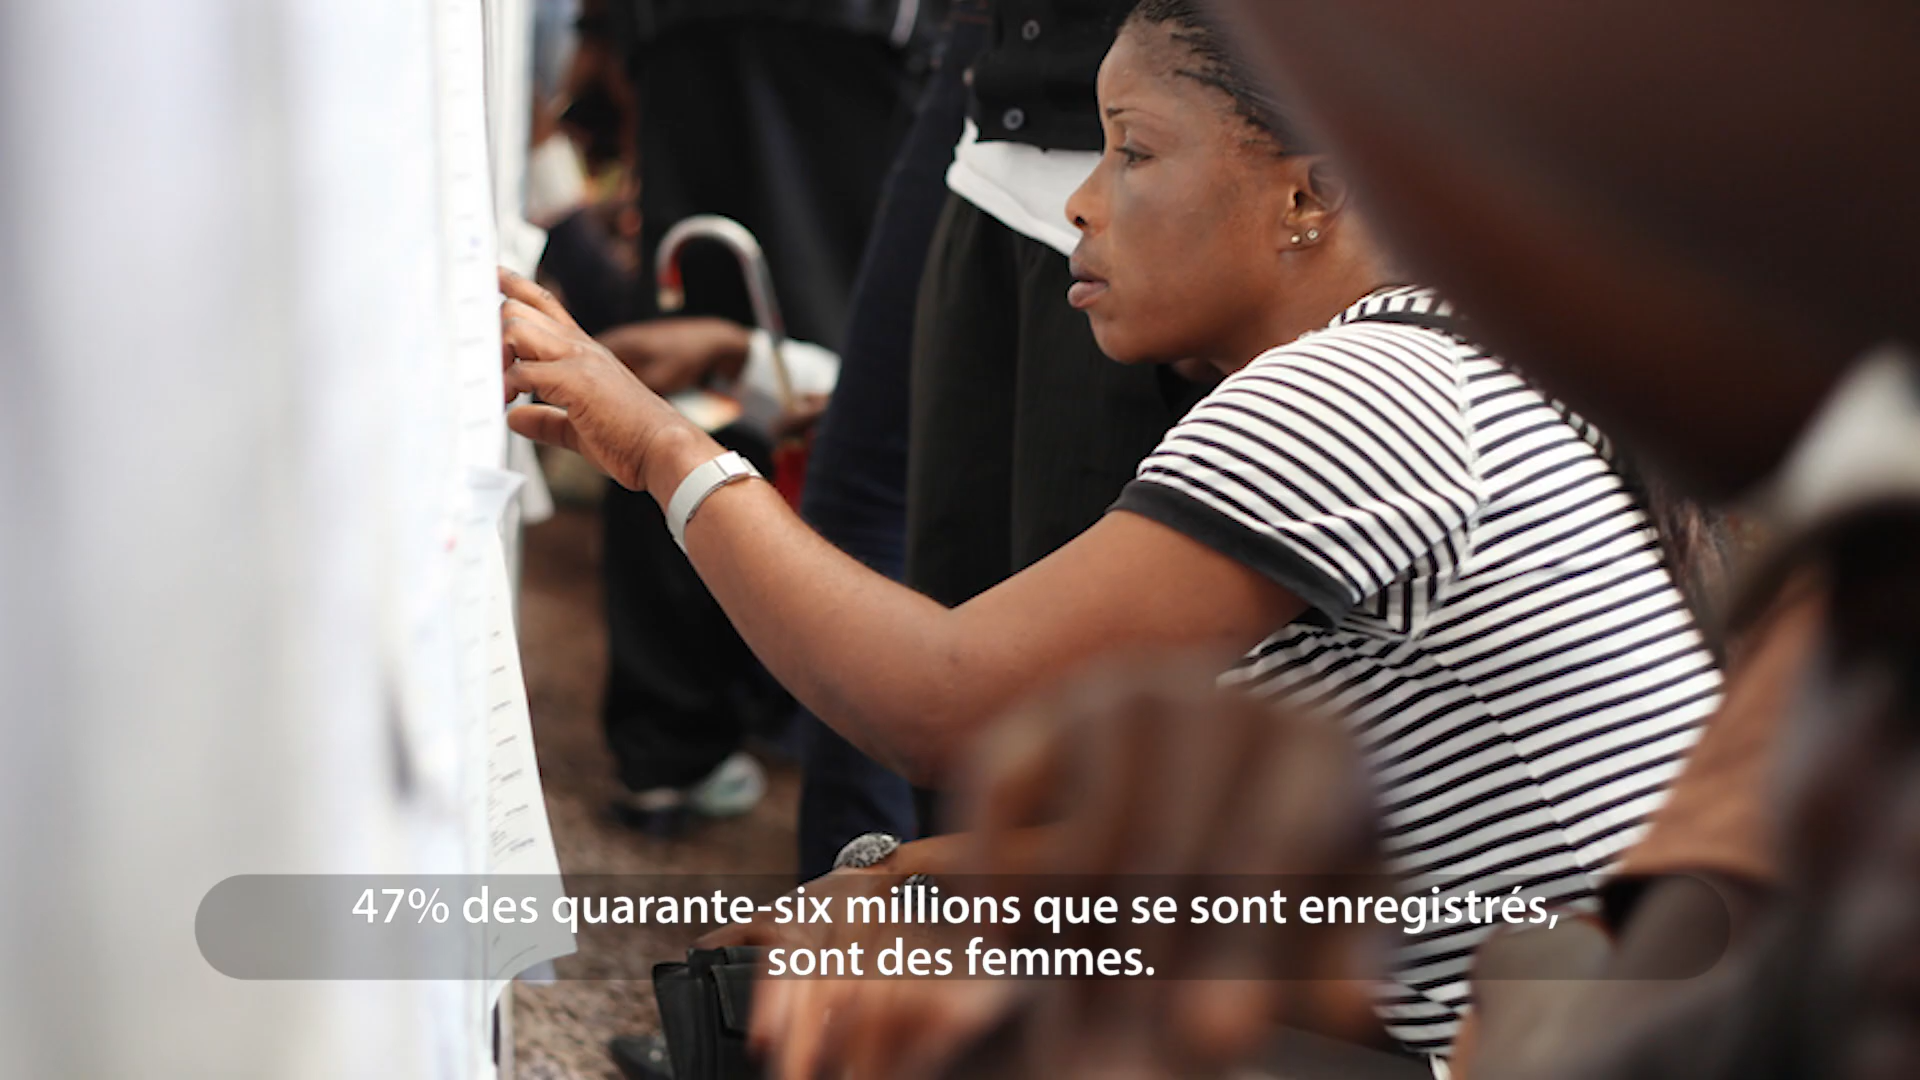 47% des quarante-six millions que se sont enregistrés,
sont des femmes.